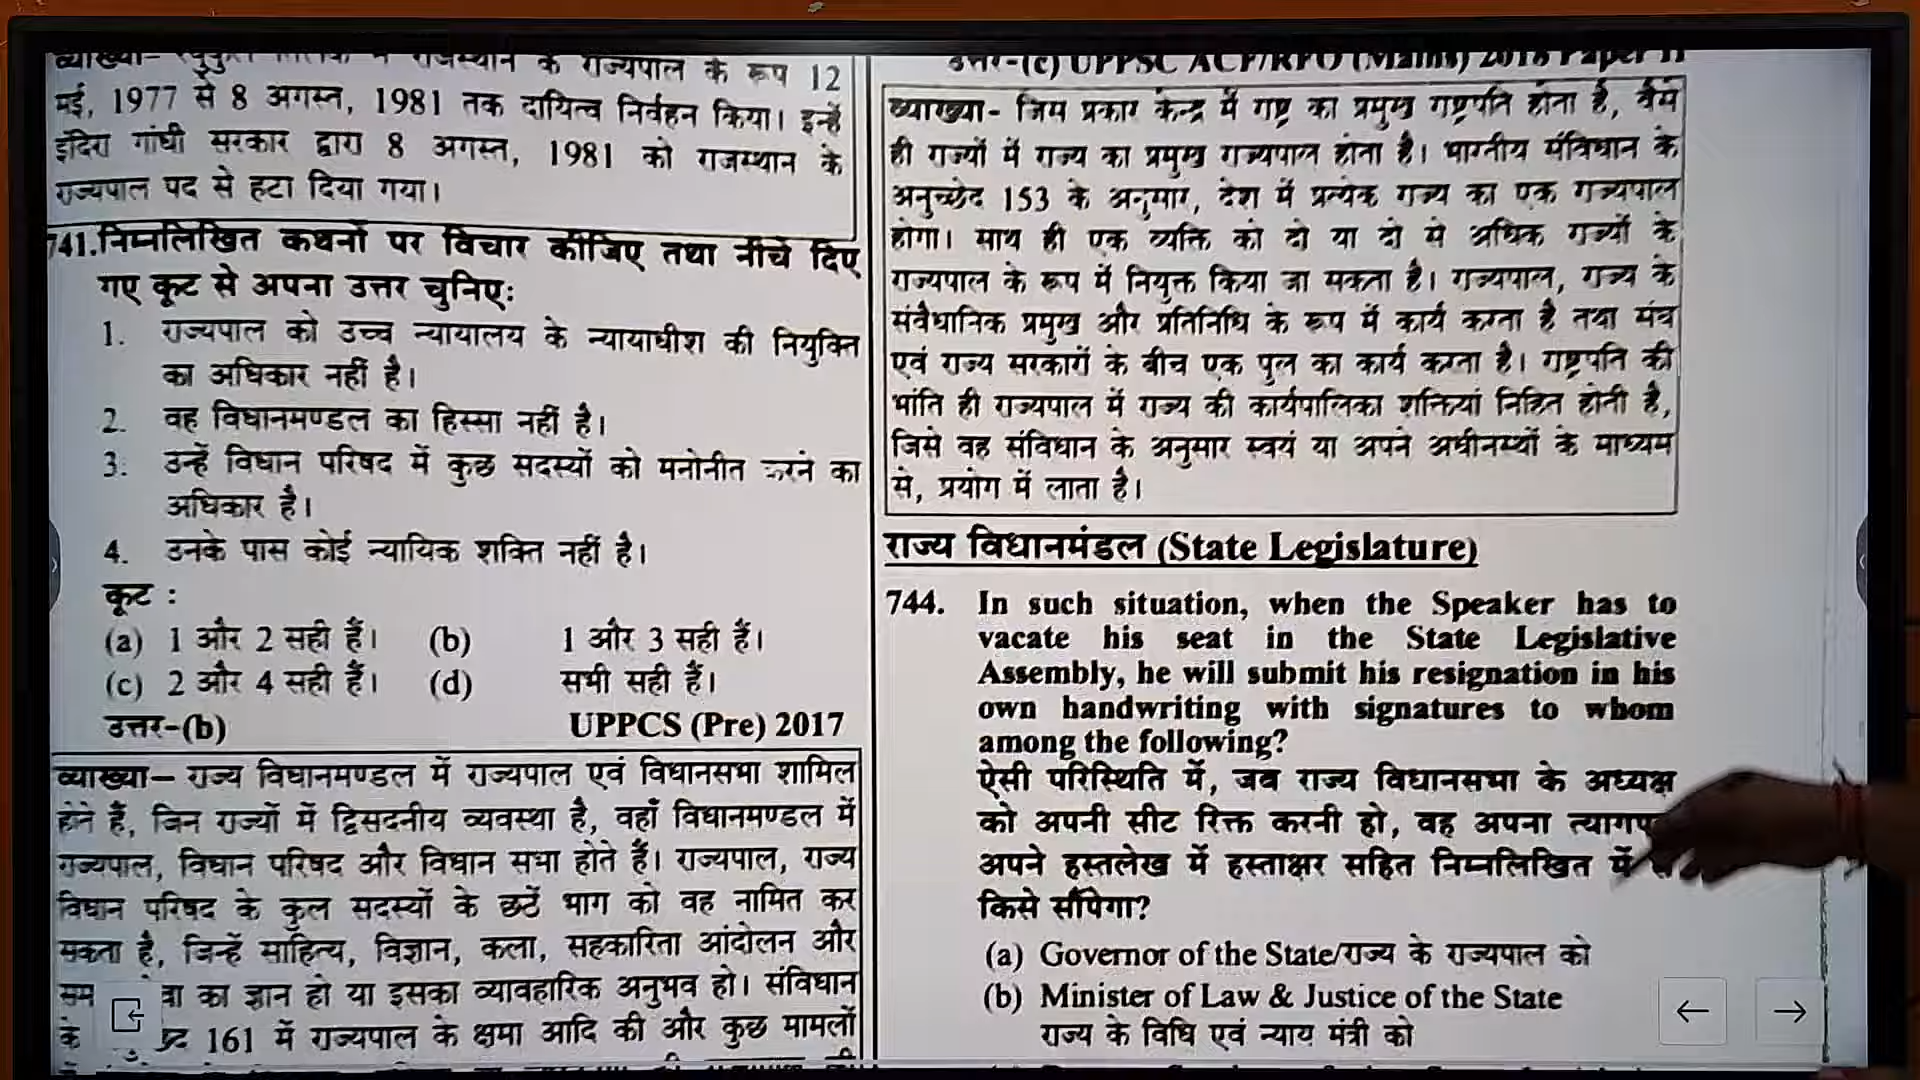 व्याख्या– के राज्यपाल के रूप 12
मई, 1977 से 8 अगस्त, 1981 तक दायित्व निर्वहन किया। इन्हें
इंदिरा गांधी सरकार द्वारा 8 अगस्त, 1981 को राजस्थान के
राज्यपाल पद से हटा दिया गया।
741.निम्नलिखित कथनों पर विचार कीजिए तथा नीचे दिए
गए कूट से अपना उत्तर चुनिए:
1. राज्यपाल को उच्च न्यायालय के न्यायाधीश की नियुक्ति
का अधिकार नहीं है।
2. वह विधानमण्डल का हिस्सा नहीं है।
3. उन्हें विधान परिषद में कुछ सदस्यों को मनोनीत करने का
अधिकार है।
4. उनके पास कोई न्यायिक शक्ति नहीं है।
कूट :
(a) 1 और 2 सही हैं। (b) 1 और 3 सही हैं।
(c) 2 और 4 सही हैं। (d) सभी सही हैं।
उत्तर-(b) UPPCS (Pre) 2017
व्याख्या– राज्य विधानमण्डल में राज्यपाल एवं विधानसभा शामिल
होते हैं, जिन राज्यों में द्विसदनीय व्यवस्था है, वहाँ विधानमण्डल में
राज्यपाल, विधान परिषद और विधान सभा होते हैं। राज्यपाल, राज्य
विधान परिषद के कुल सदस्यों के छठें भाग को वह नामित कर
सकता है, जिन्हें साहित्य, विज्ञान, कला, सहकारिता आंदोलन और
का ज्ञान हो या इसका व्यावहारिक अनुभव हो। संविधान
के 161 में राज्यपाल के क्षमा आदि की और कुछ मामलों
उत्तर-(c) UPPSC ACF/RFO (Mains) 2018 Paper II
व्याख्या- जिस प्रकार केन्द्र में राष्ट्र का प्रमुख राष्ट्रपति होता है, वैसे
ही राज्यों में राज्य का प्रमुख राज्यपाल होता है। भारतीय संविधान के
अनुच्छेद 153 के अनुसार, देश में प्रत्येक राज्य का एक राज्यपाल
होगा। साथ ही एक व्यक्ति को दो या दो से अधिक राज्यों के
राज्यपाल के रूप में नियुक्त किया जा सकता है। राज्यपाल, राज्य के
संवैधानिक प्रमुख और प्रतिनिधि के रूप में कार्य करता है तथा संघ
एवं राज्य सरकारों के बीच एक पुल का कार्य करता है। राष्ट्रपति की
भांति ही राज्यपाल में राज्य की कार्यपालिका शक्तियां निहित होती है,
जिसे वह संविधान के अनुसार स्वयं या अपने अधीनस्थों के माध्यम
से, प्रयोग में लाता है।
राज्य विधानमंडल (State Legislature)
744. In such situation, when the Speaker has to
vacate his seat in the State Legislative
Assembly, he will submit his resignation in his
own handwriting with signatures to whom
among the following?
ऐसी परिस्थिति में, जब राज्य विधानसभा के अध्यक्ष
को अपनी सीट रिक्त करनी हो, वह अपना
अपने हस्तलेख में हस्ताक्षर सहित निम्नलिखित में
किसे सौंपेगा?
(a) Governor of the State/राज्य के राज्यपाल को
(b) Minister of Law & Justice of the State
राज्य के विधि एवं न्याय मंत्री को